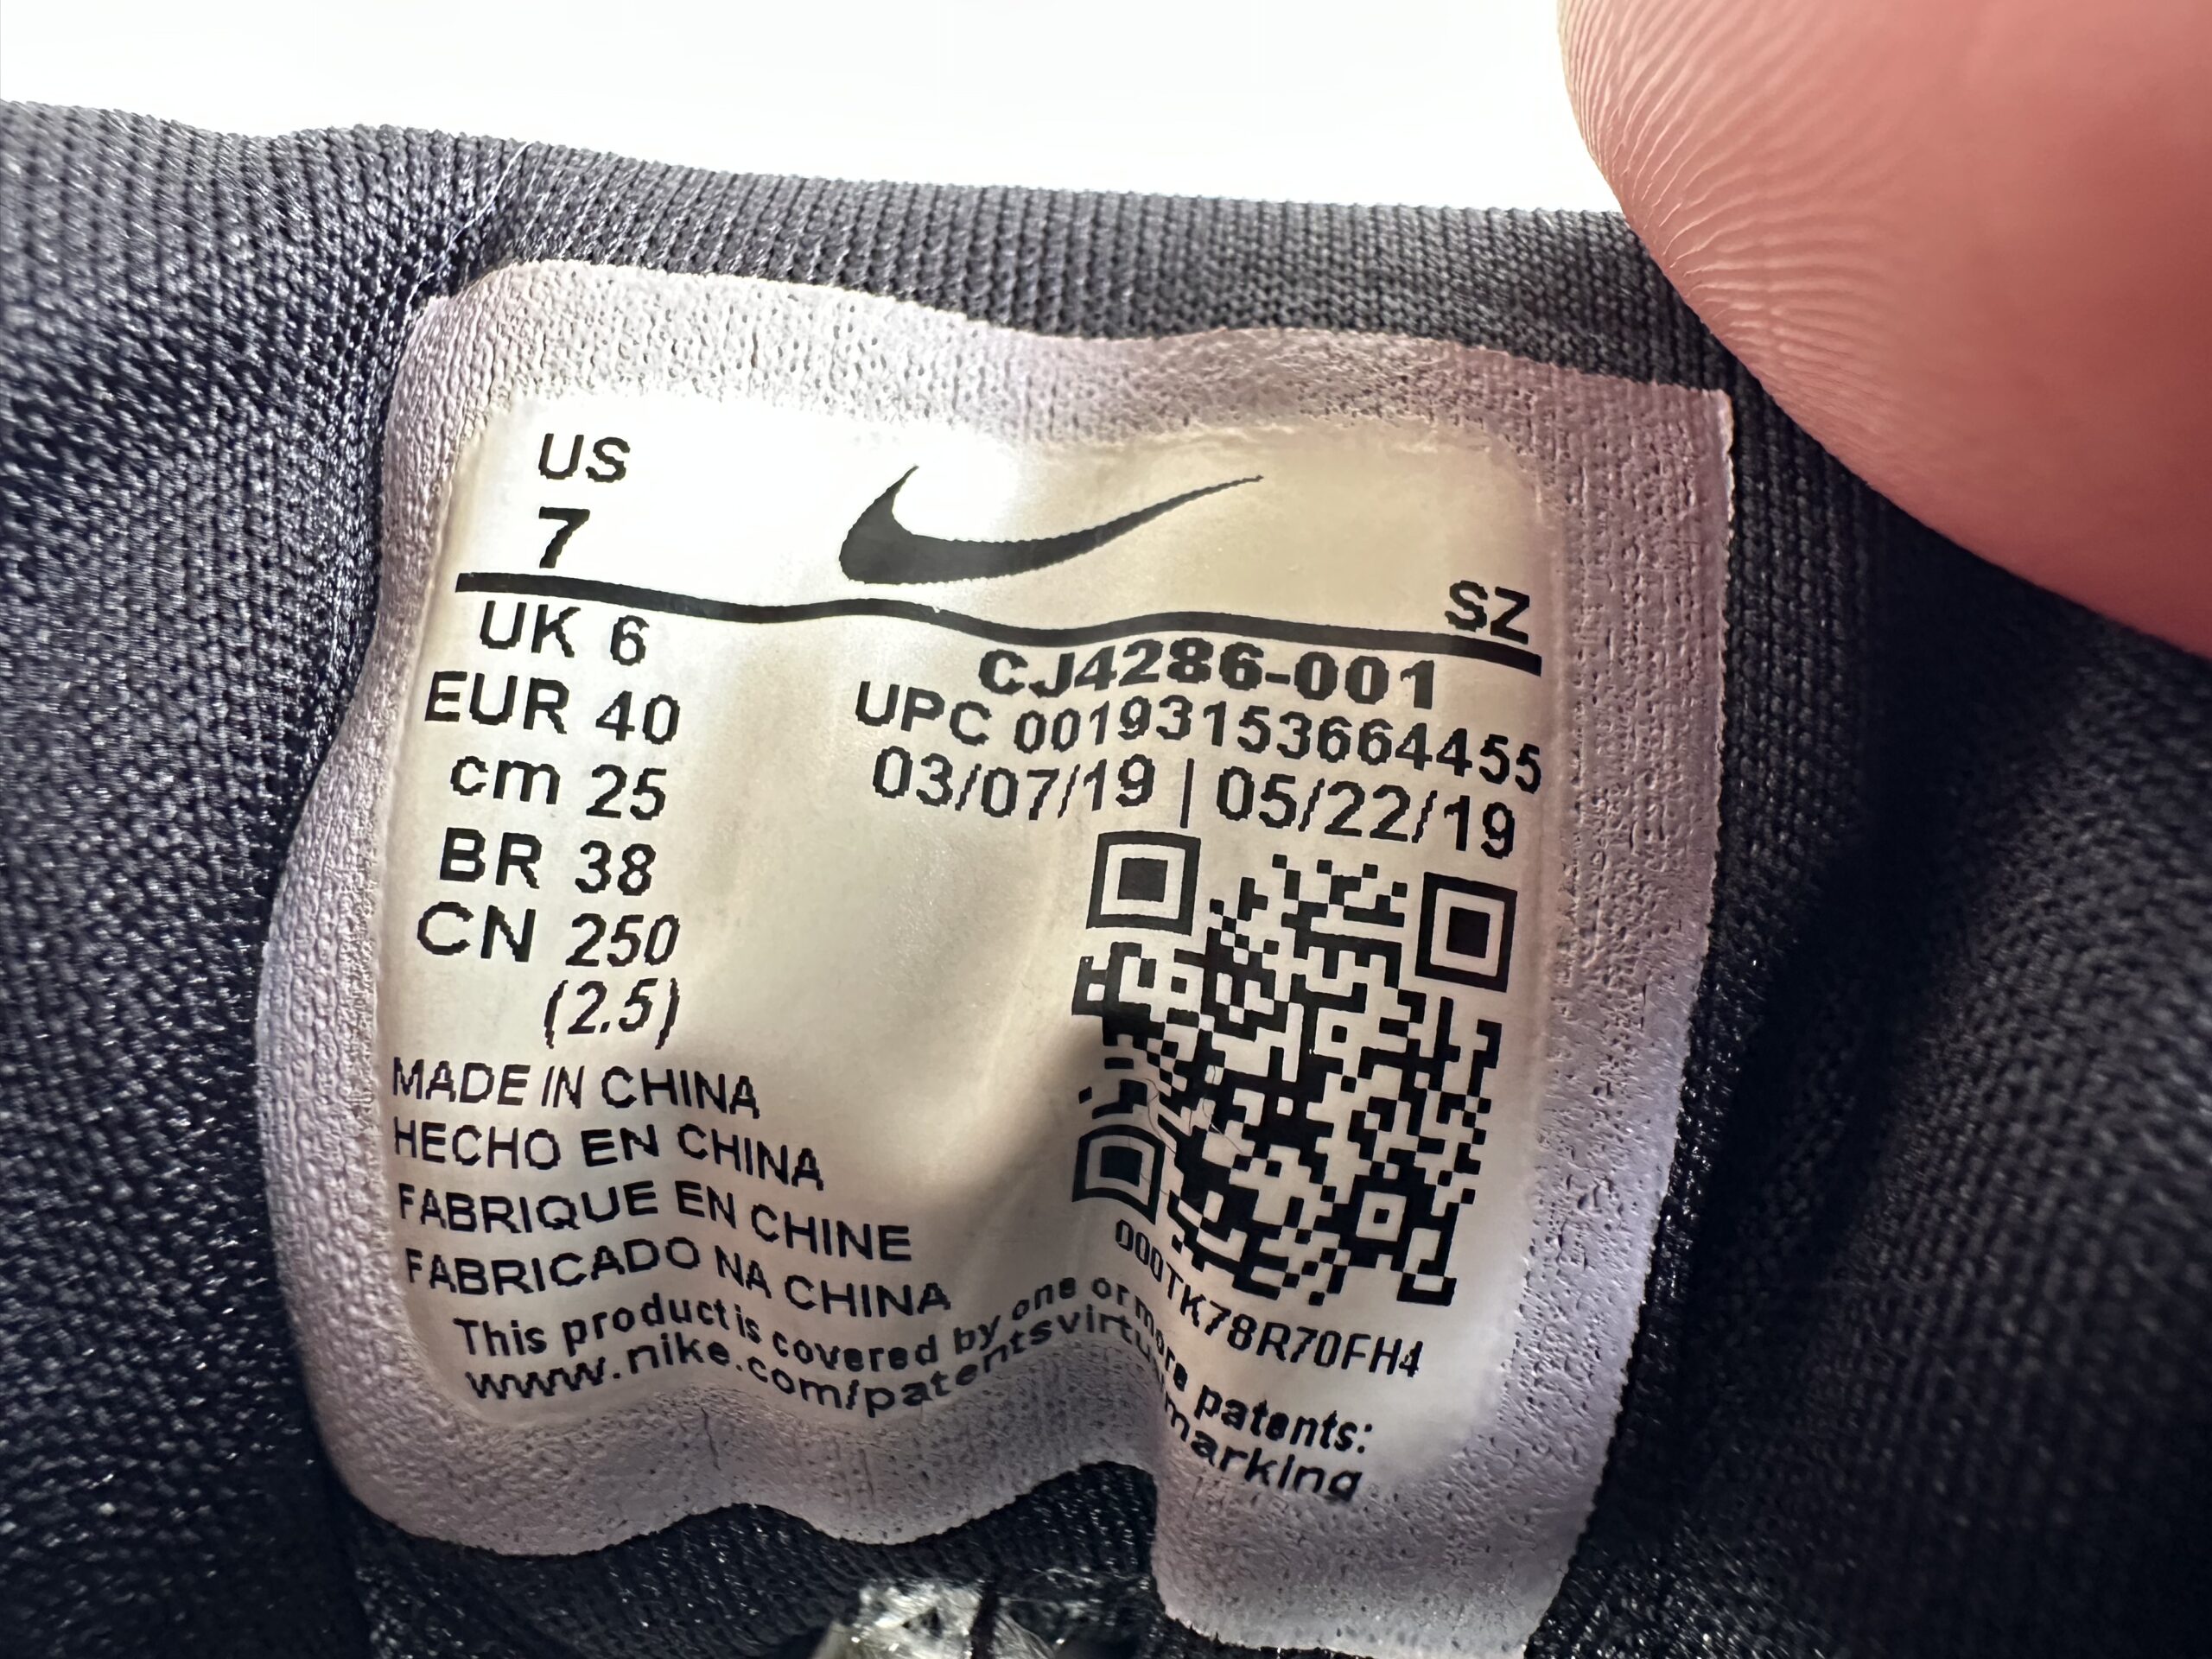 US
7
SZ
UK 6
EUR 40
cm 25
BR 38
CN 250
(2.5)
CJ4286-001
UPC 00193153664455
03/07/19 | 05/22/19
000TK78R70FH4
MADE IN CHINA
HECHO EN CHINA
FABRIQUE EN CHINE
FABRICADO NA CHINA
This product is covered by one or more patents:
www.nike.com/patentsvirtualmarking